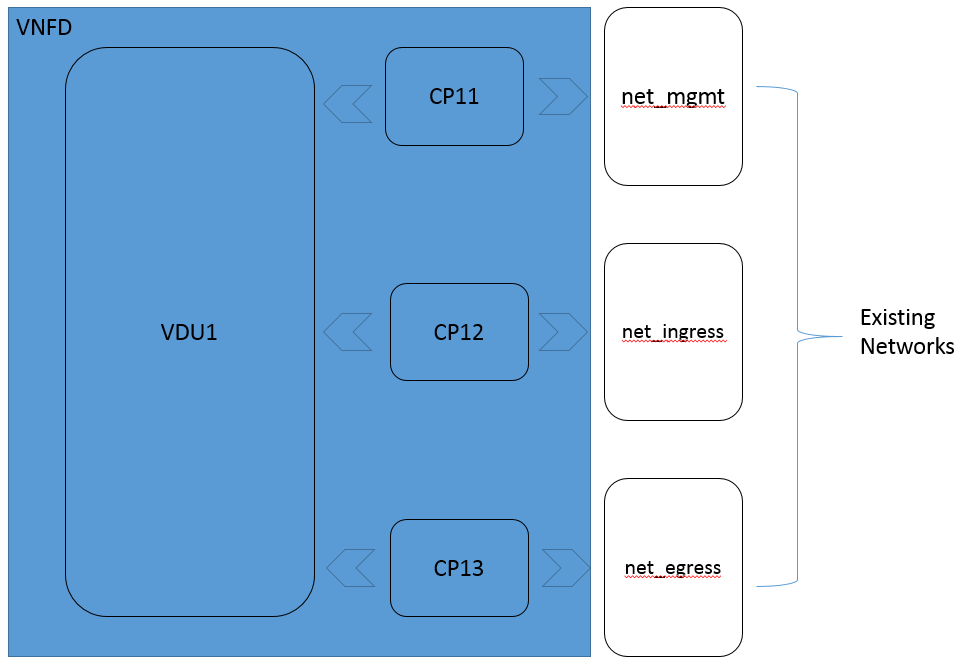 VNFD
CP11
net_mgmt
VDU1
CP12
net_ingress
Existing
Networks
CP13
net_egress